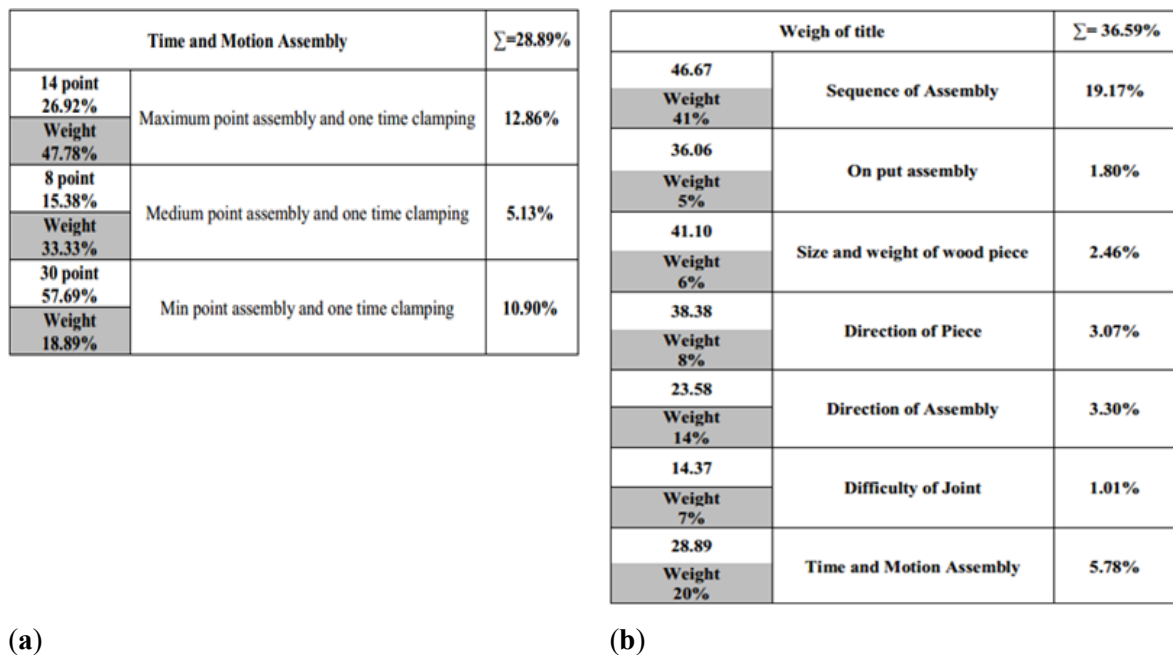 Time and Motion Assembly
∑=28.89%
14 point
26.92%
Weight
47.78%
Maximum point assembly and one time clamping
12.86%
8 point
15.38%
Weight
33.33%
Medium point assembly and one time clamping
5.13%
30 point
57.69%
Weight
18.89%
Min point assembly and one time clamping
10.90%
(a)
Weigh of title
∑= 36.59%
46.67
Weight
41%
Sequence of Assembly
19.17%
36.06
Weight
5%
On put assembly
1.80%
41.10
Weight
6%
Size and weight of wood piece
2.46%
38.38
Weight
8%
Direction of Piece
3.07%
23.58
Weight
14%
Direction of Assembly
3.30%
14.37
Weight
7%
Difficulty of Joint
1.01%
28.89
Weight
20%
Time and Motion Assembly
5.78%
(b)